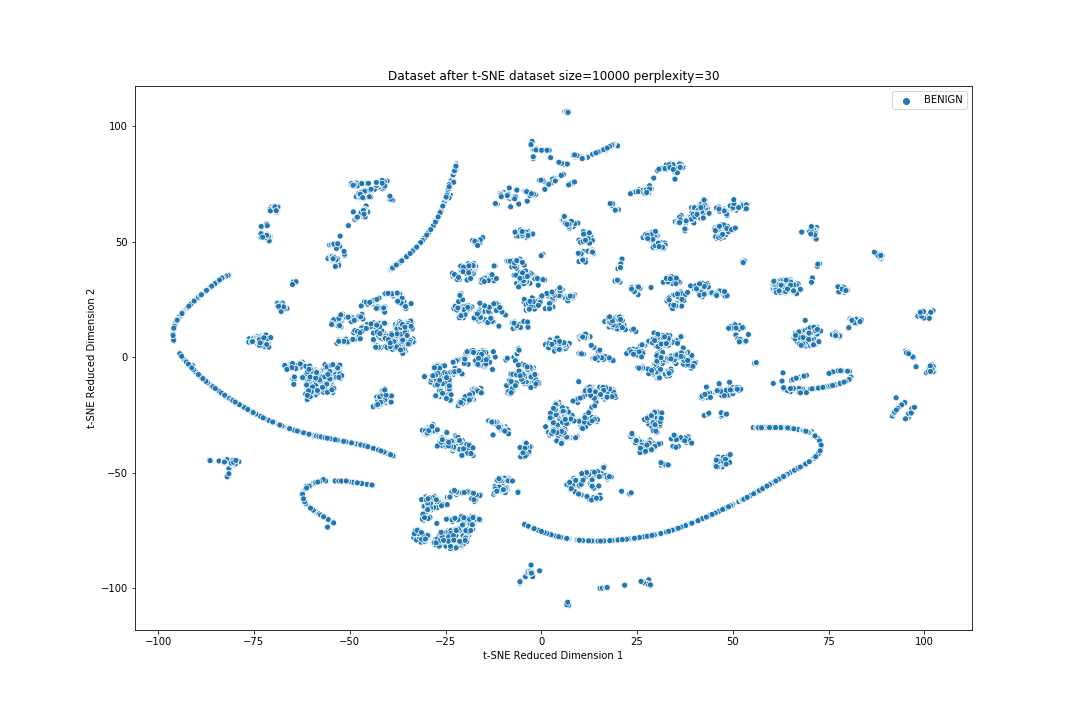 Dataset after t-SNE dataset size=10000 perplexity=30
BENIGN
100
50
0
−50
−100
t-SNE Reduced Dimension 2
−100 −75 −50 −25 0 25 50 75 100
t-SNE Reduced Dimension 1